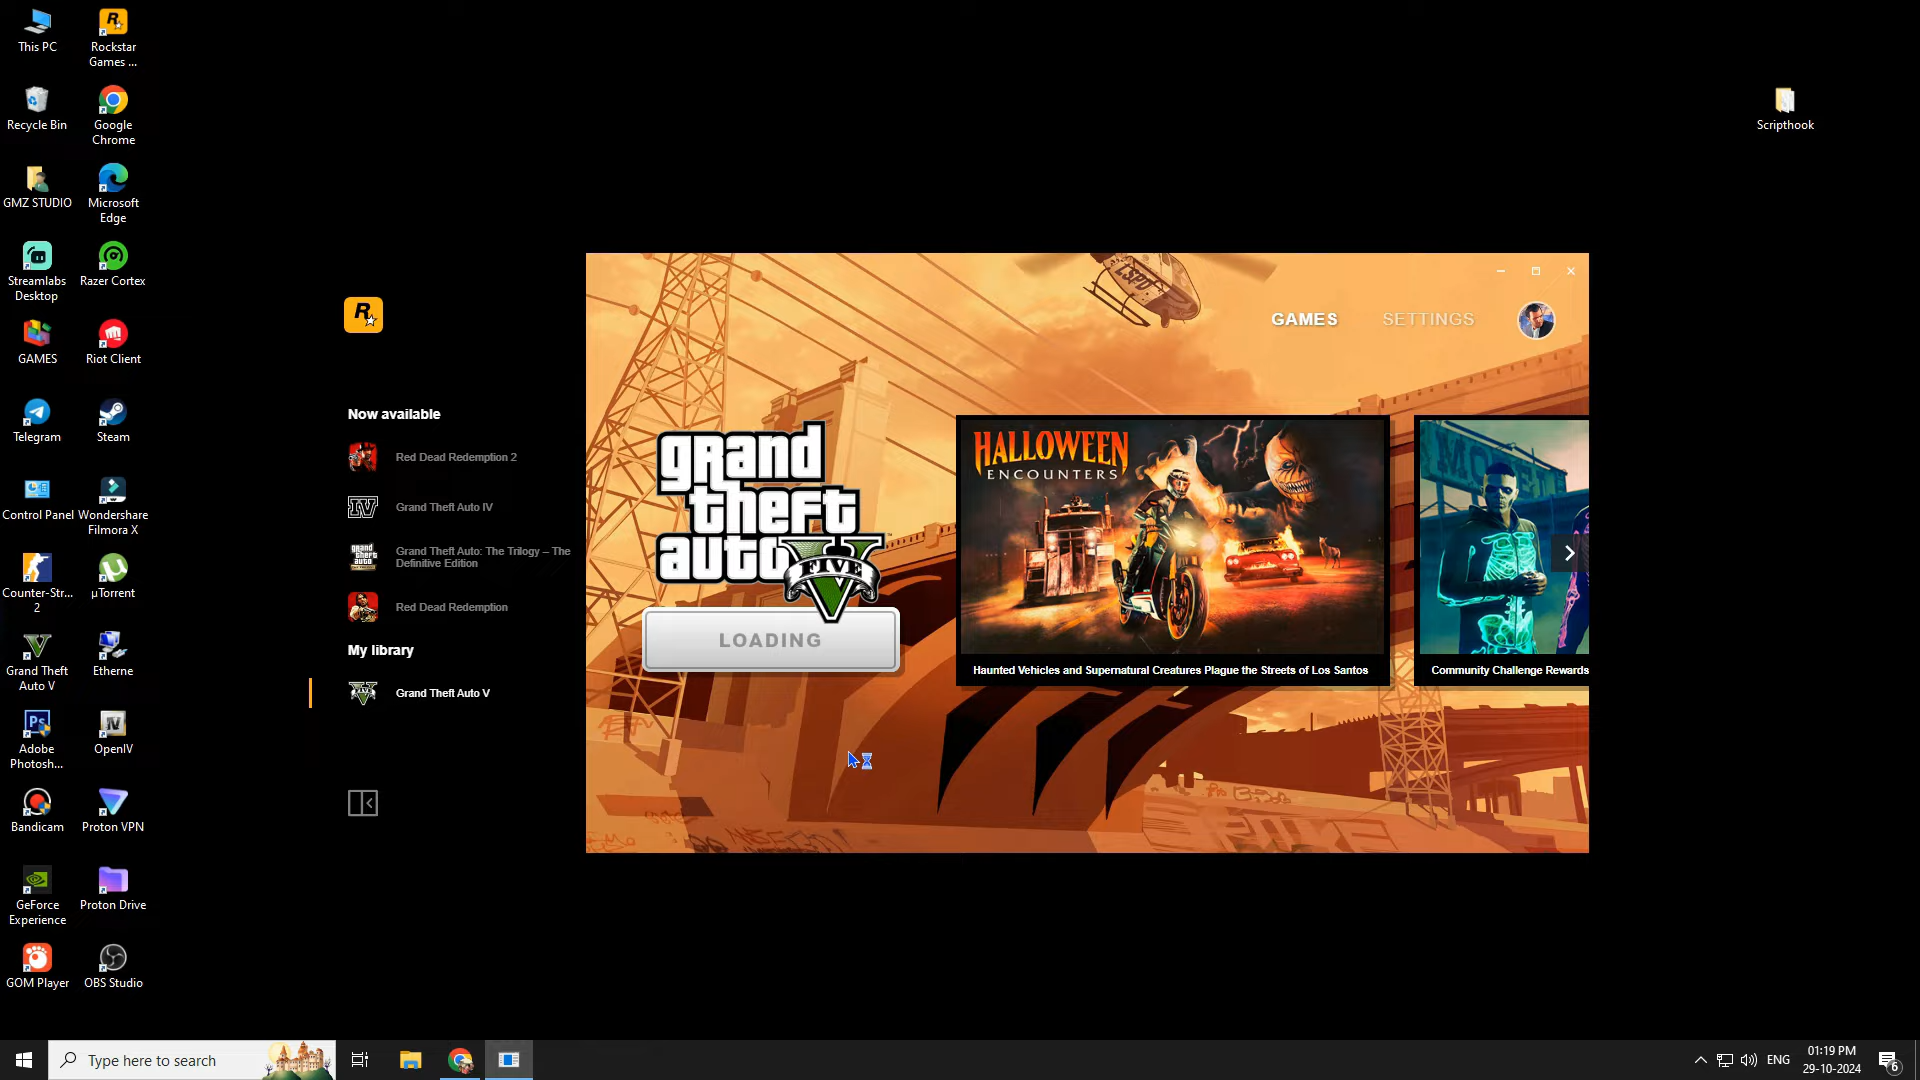 This PC
Rockstar
Games ...
Recycle Bin
Google
Chrome
GMZ STUDIO
Microsoft
Edge
Streamlabs
Desktop
Razer Cortex
GAMES
Riot Client
Telegram
Steam
Control Panel
Wondershare
Filmora X
Counter-Str...
2
µTorrent
Grand Theft
Auto V
Etherne
Adobe
Photosh...
OpenIV
Bandicam
Proton VPN
GeForce
Experience
Proton Drive
GOM Player
OBS Studio
Scripthook
R
Now available
Red Dead Redemption 2
IV
Grand Theft Auto IV
Grand Theft Auto: The Trilogy – The
Definitive Edition
Red Dead Redemption
My library
Grand Theft Auto V
LSPD
GAMES
SETTINGS
grand
theft
auto
FIVE
V
LOADING
HALLOWEEN
ENCOUNTERS
Haunted Vehicles and Supernatural Creatures Plague the Streets of Los Santos
Community Challenge Rewards
Type here to search
ENG
01:19 PM
29-10-2024
6